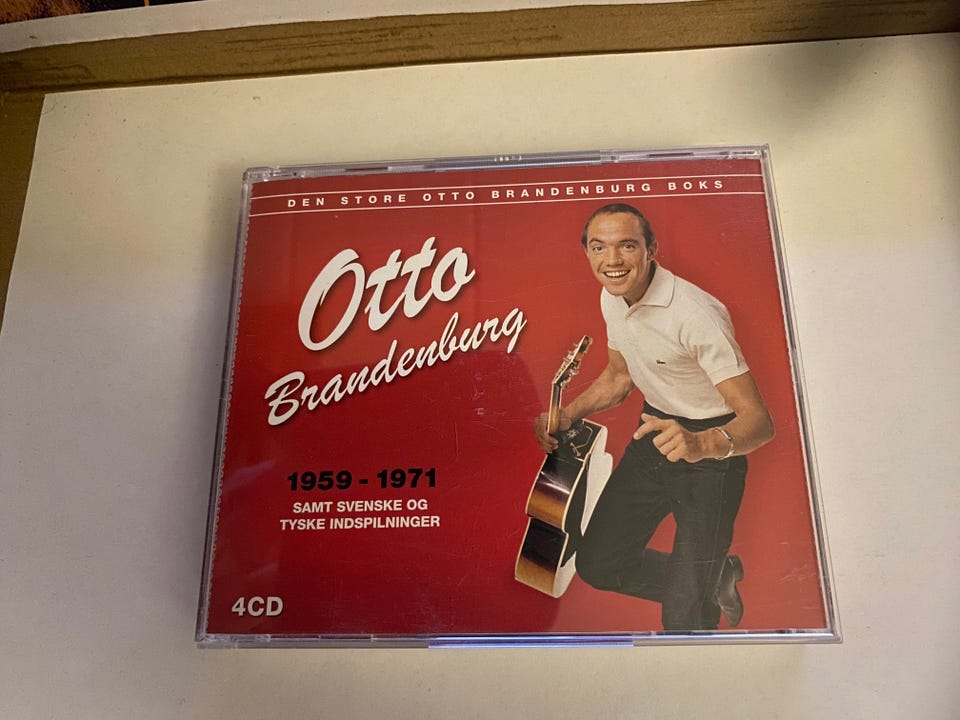 DEN STORE OTTO BRANDENBURG BOKS
Otto
Brandenburg
1959 - 1971
SAMT SVENSKE OG
TYSKE INDSPILNINGER
4CD